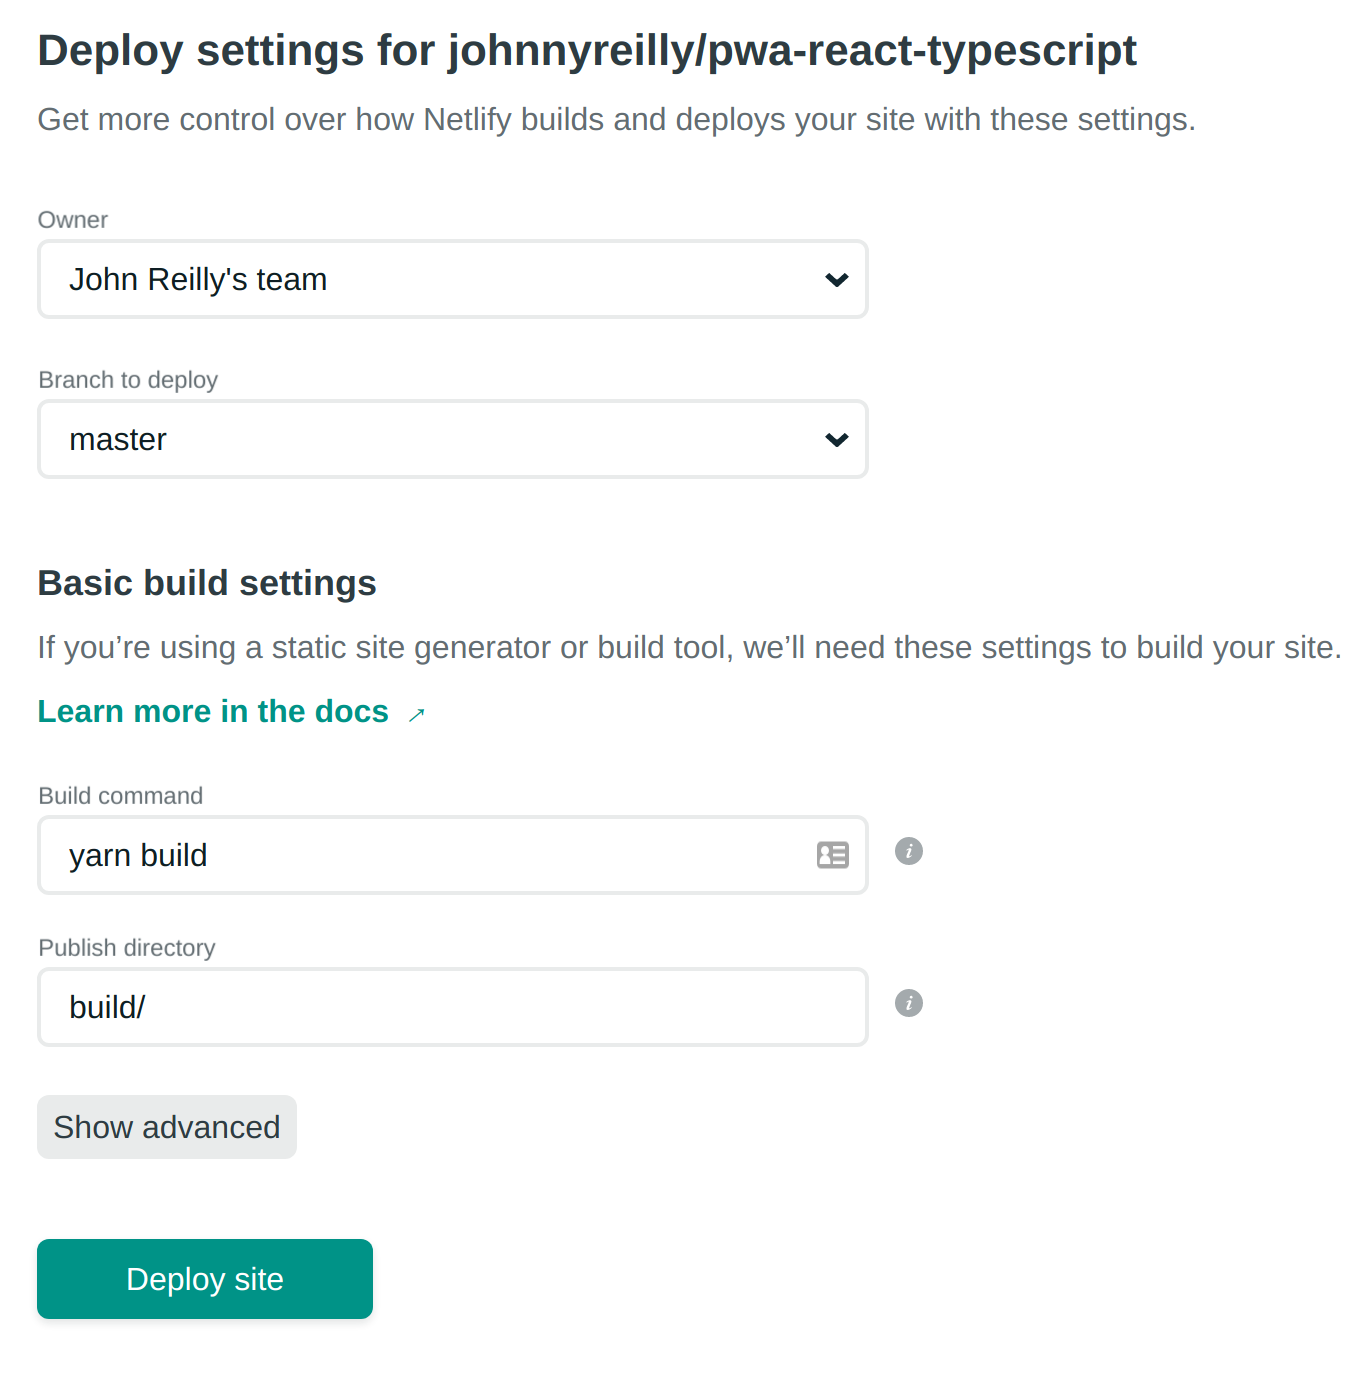 Deploy settings for johnnyreilly/pwa-react-typescript
Get more control over how Netlify builds and deploys your site with these settings.
Owner
John Reilly's team
Branch to deploy
master
Basic build settings
If you’re using a static site generator or build tool, we’ll need these settings to build your site.
Learn more in the docs →
Build command
yarn build
Publish directory
build/
Show advanced
Deploy site